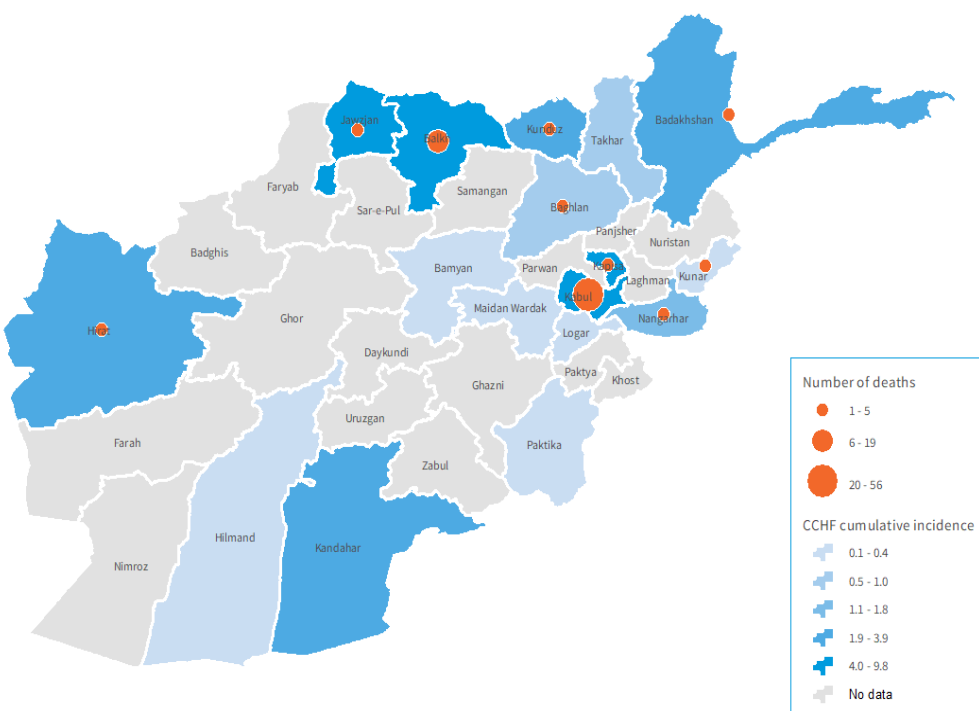 Jawzjan
Balkh
Kunduz
Takhar
Badakhshan
Faryab
Sar-e-Pul
Samangan
Baghlan
Panjsher
Nuristan
Badghis
Bamyan
Parwan
Kapisa
Laghman
Kunar
Hirat
Ghor
Maidan Wardak
Kabul
Nangarhar
Logar
Daykundi
Ghazni
Paktya
Khost
Uruzgan
Farah
Zabul
Paktika
Hilmand
Kandahar
Nimroz
Number of deaths
1 - 5
6 - 19
20 - 56
CCHF cumulative incidence
0.1 - 0.4
0.5 - 1.0
1.1 - 1.8
1.9 - 3.9
4.0 - 9.8
No data